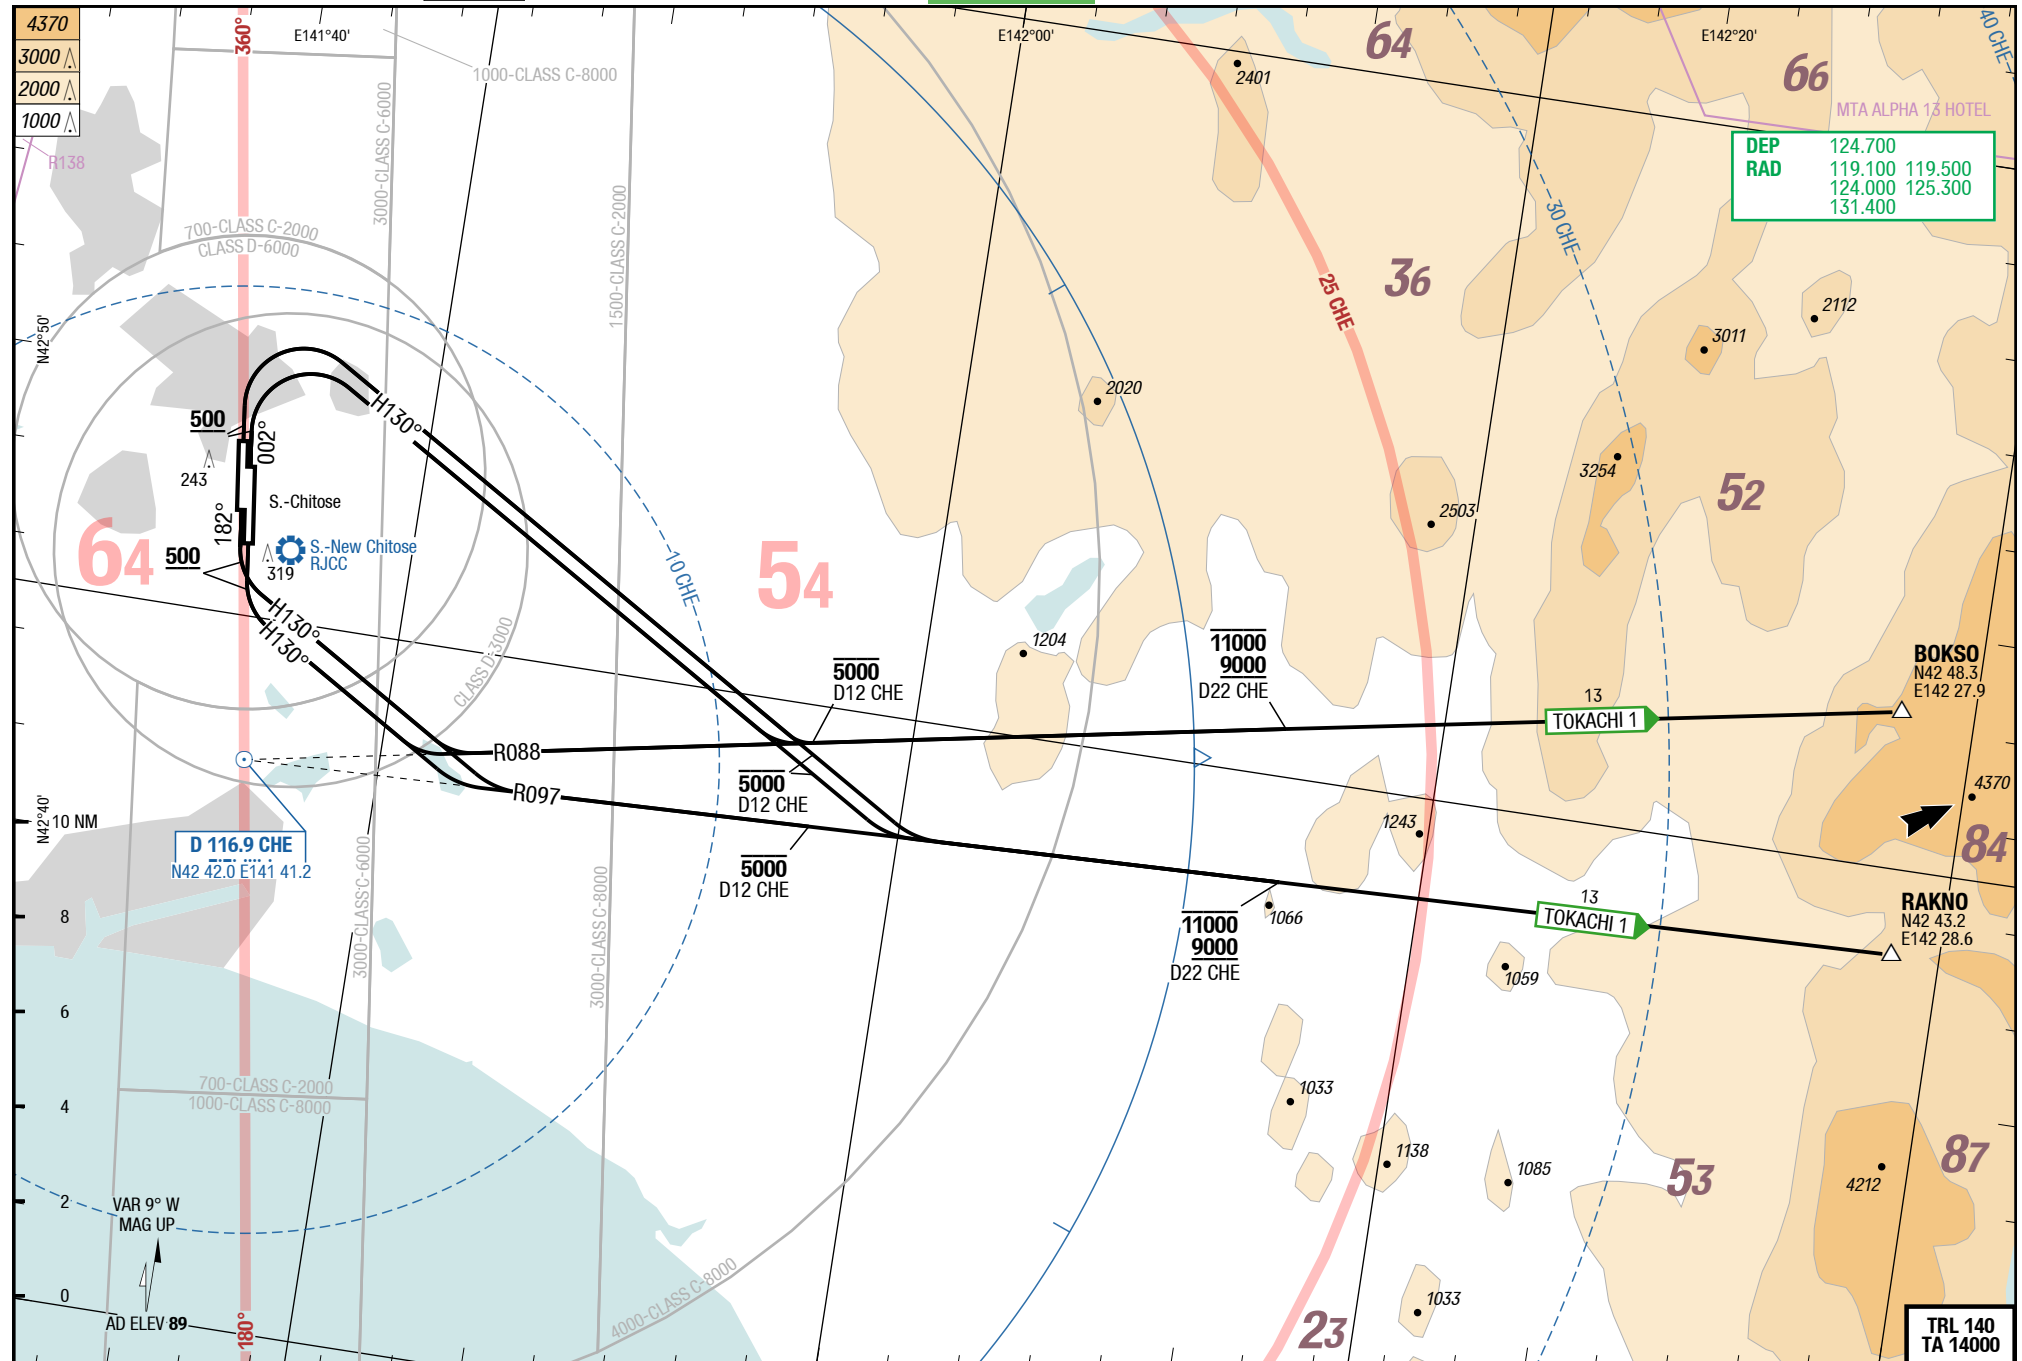 4370
3000
2000
1000
360°
E141°40'
E142°00'
E142°20'
40 CHE
1000-CLASS C-8000
3000-CLASS C-6000
1500-CLASS C-2000
R138
700-CLASS C-2000
CLASS D-6000
64
66
MTA ALPHA 13 HOTEL
DEP 124.700
RAD 119.100 119.500
124.000 125.300
131.400
2401
30 CHE
25 CHE
36
2112
3011
N42°50'
2020
H130°
500
002°
243
S.-Chitose
182°
500
319
S.-New Chitose
RJCC
64
54
10 CHE
3254
52
2503
H130°
H130°
CLASS D-3000
1204
5000
D12 CHE
11000
9000
D22 CHE
BOKSO
N42 48.3
E142 27.9
13
TOKACHI 1
R088
R097
5000
D12 CHE
4370
84
N42°40'
10 NM
D 116.9 CHE
N42 42.0 E141 41.2
3000-CLASS C-6000
3000-CLASS C-8000
5000
D12 CHE
1243
1066
11000
9000
D22 CHE
13
TOKACHI 1
RAKNO
N42 43.2
E142 28.6
8
1059
6
700-CLASS C-2000
1000-CLASS C-8000
4
1033
1138
1085
53
87
4212
2
VAR 9° W
MAG UP
4000-CLASS C-8000
0
AD ELEV 89
180°
1033
23
TRL 140
TA 14000